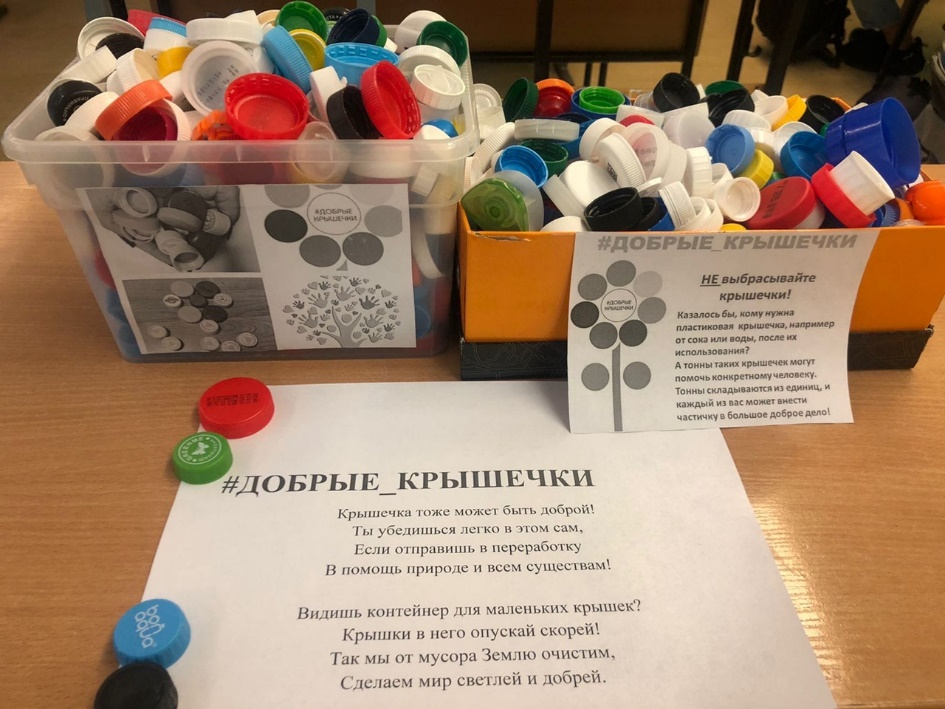 #ДОБРЫЕ
КРЫШЕЧКИ
#ДОБРЫЕ_КРЫШЕЧКИ
#ДОБРЫЕ
КРЫШЕЧКИ
НЕ выбрасывайте
крышечки!
Казалось бы, кому нужна
пластиковая крышечка, например
от сока или воды, после их
использования?
А тонны таких крышечек могут
помочь конкретному человеку.
Тонны складываются из единиц, и
каждый из вас может внести
частичку в большое доброе дело!
#ДОБРЫЕ_КРЫШЕЧКИ
Крышечка тоже может быть доброй!
Ты убедишься легко в этом сам,
Если отправишь в переработку
В помощь природе и всем существам!
Видишь контейнер для маленьких крышек?
Крышки в него опускай скорей!
Так мы от мусора Землю очистим,
Сделаем мир светлей и добрей.